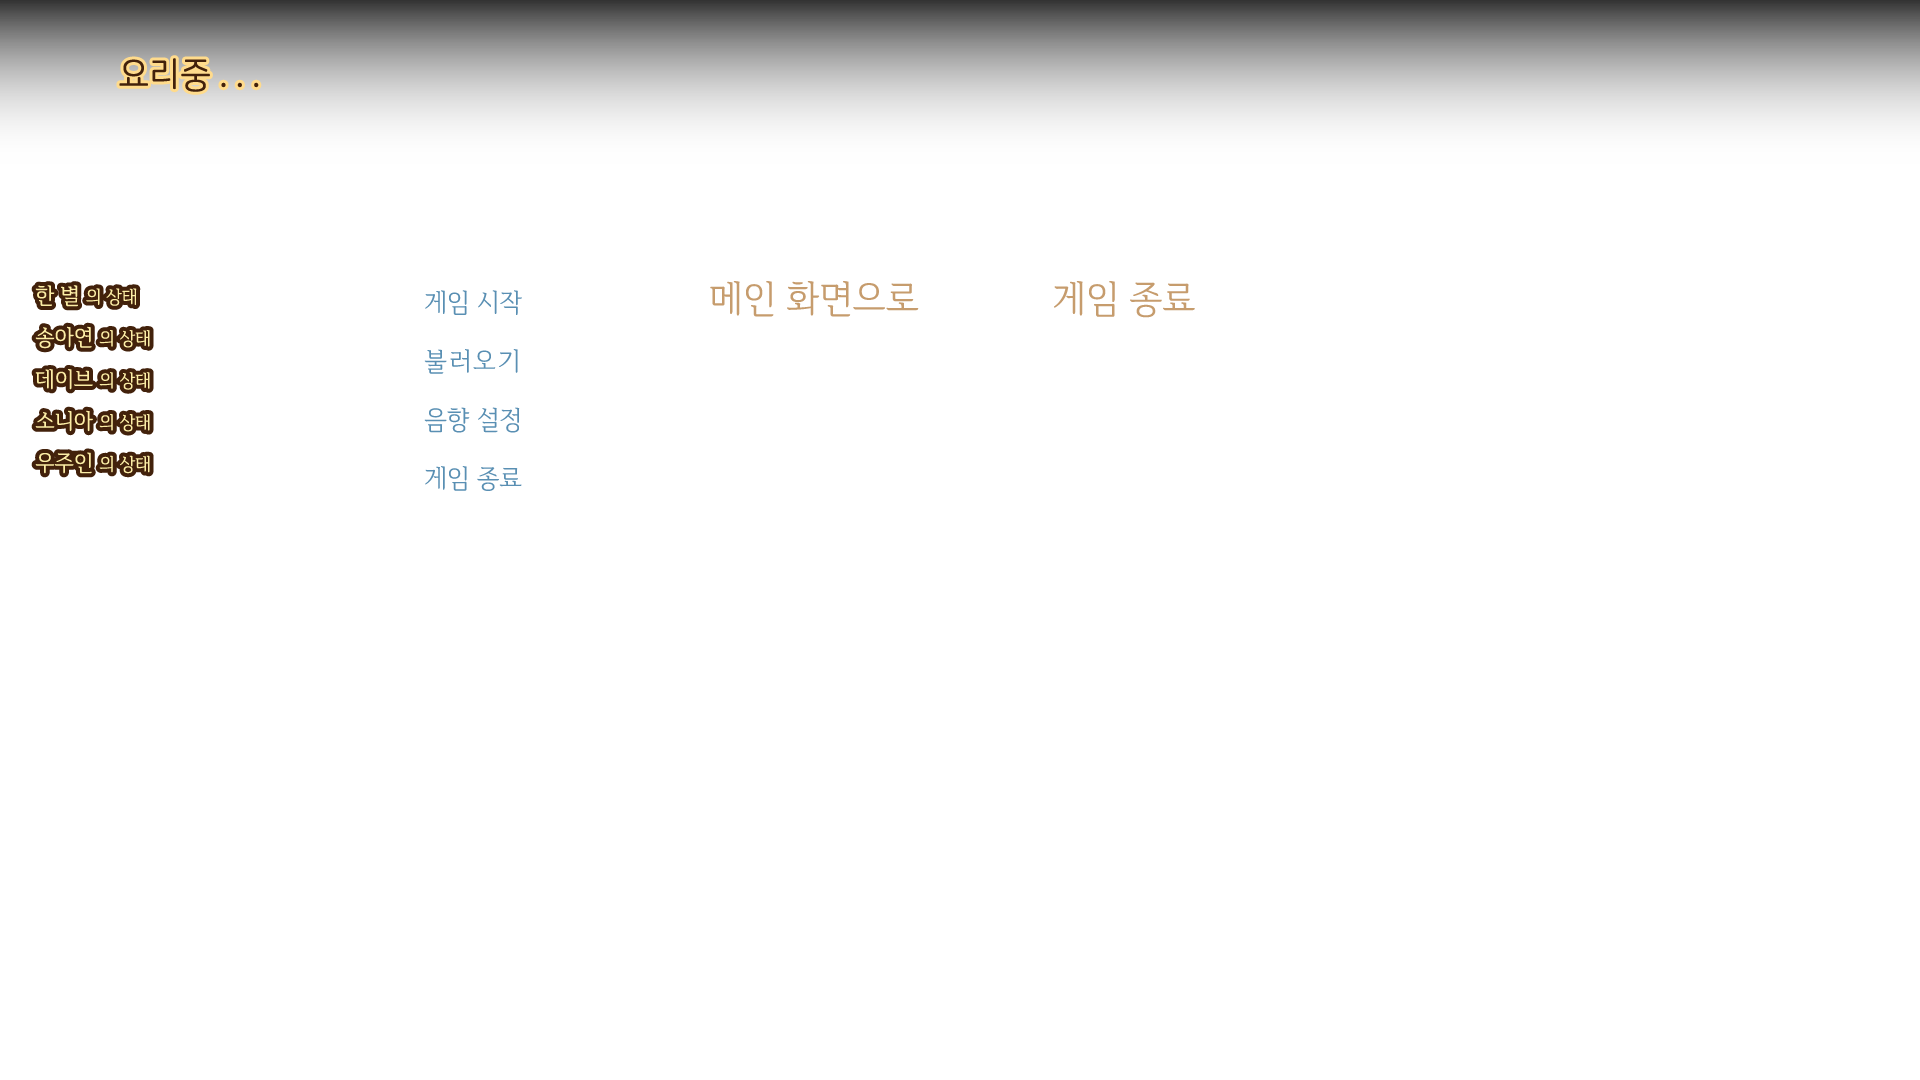 요리중...
한 별 의 상태
송아연 의 상태
데이브 의 상태
소니아 의 상태
우주인 의 상태
게임 시작
불러오기
음향 설정
게임 종료
메인 화면으로
게임 종료